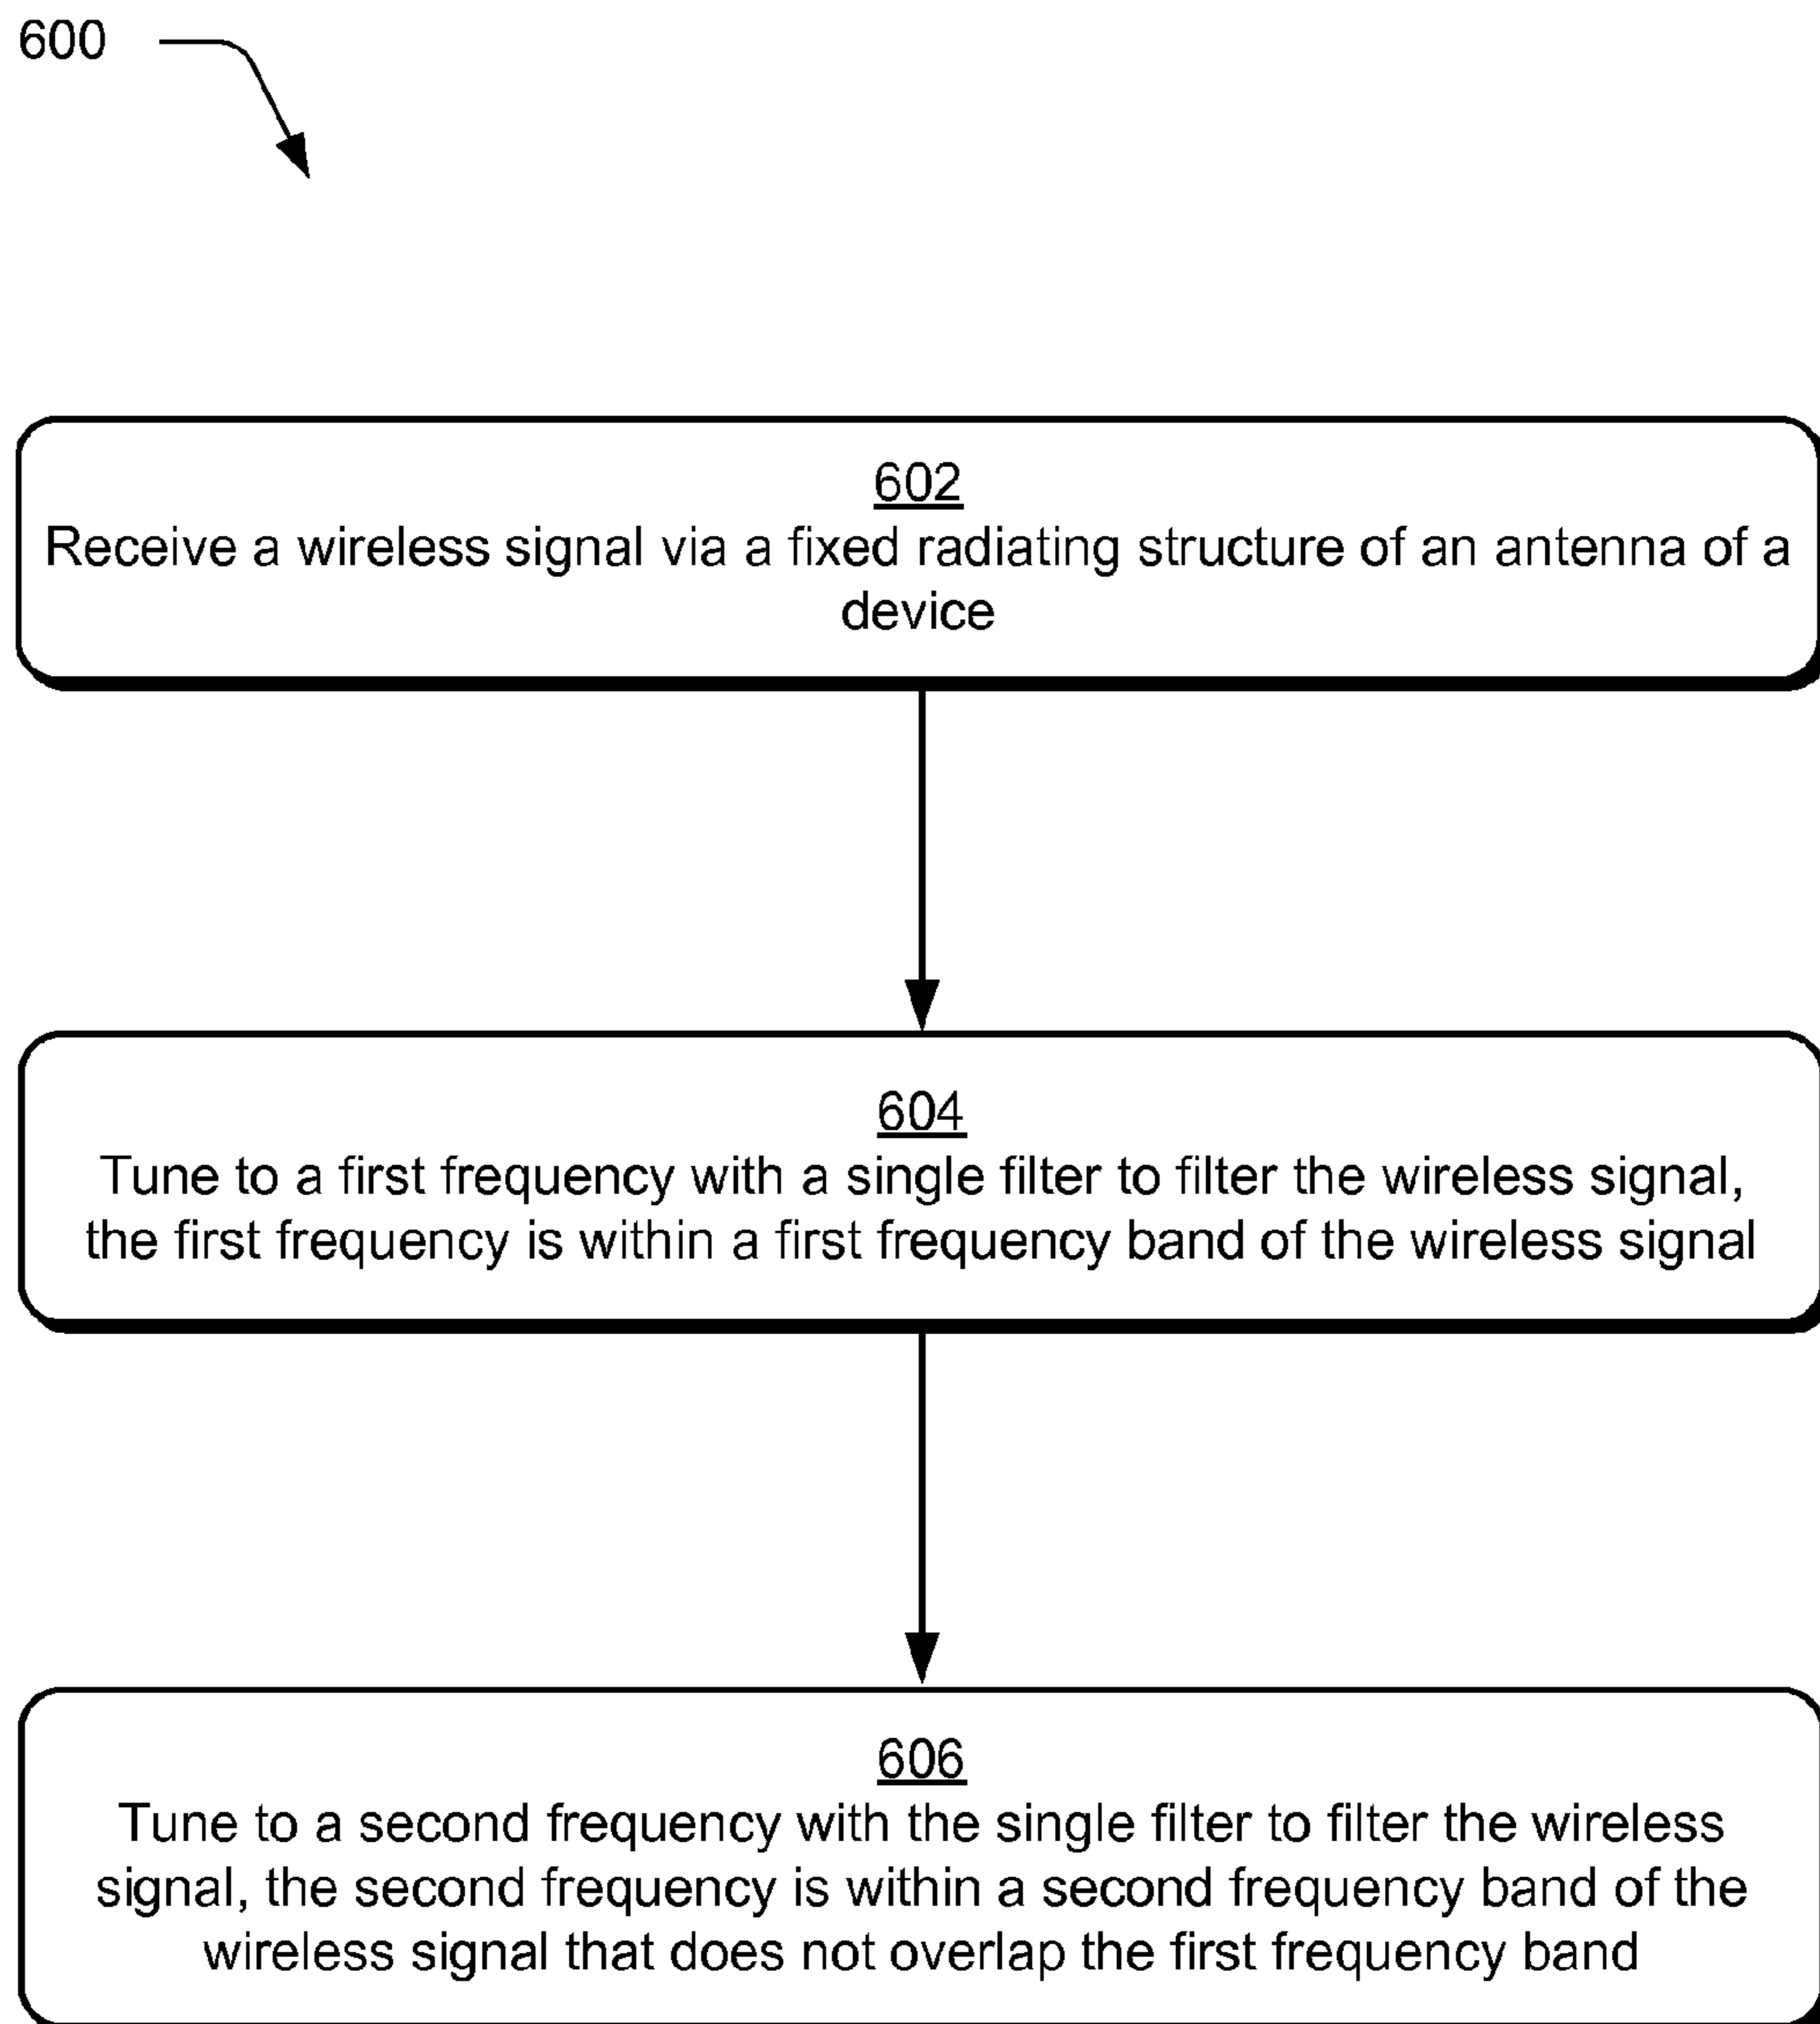 600
602
Receive a wireless signal via a fixed radiating structure of an antenna of a
device
604
Tune to a first frequency with a single filter to filter the wireless signal,
the first frequency is within a first frequency band of the wireless signal
606
Tune to a second frequency with the single filter to filter the wireless
signal, the second frequency is within a second frequency band of the
wireless signal that does not overlap the first frequency band